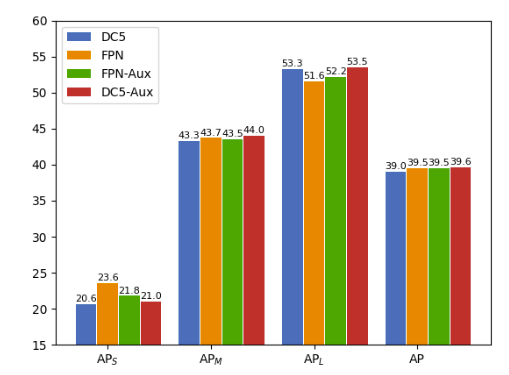 60
55
50
45
40
35
30
25
20
15
DC5
FPN
FPN-Aux
DC5-Aux
20.6 23.6 21.8 21.0
43.3 43.7 43.5 44.0
53.3 51.6 52.2 53.5
39.0 39.5 39.5 39.6
AP_S AP_M AP_L AP